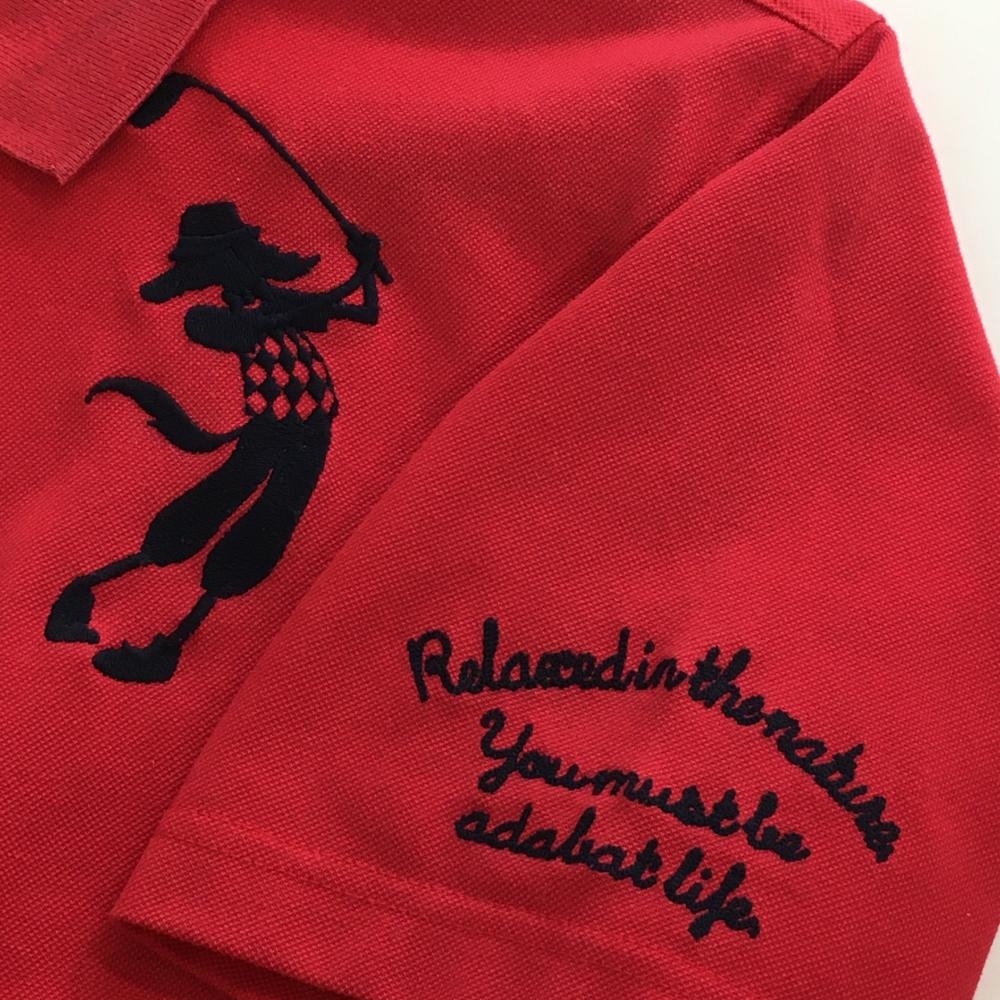 Relaxed in the nature,
You must be
adabat life.